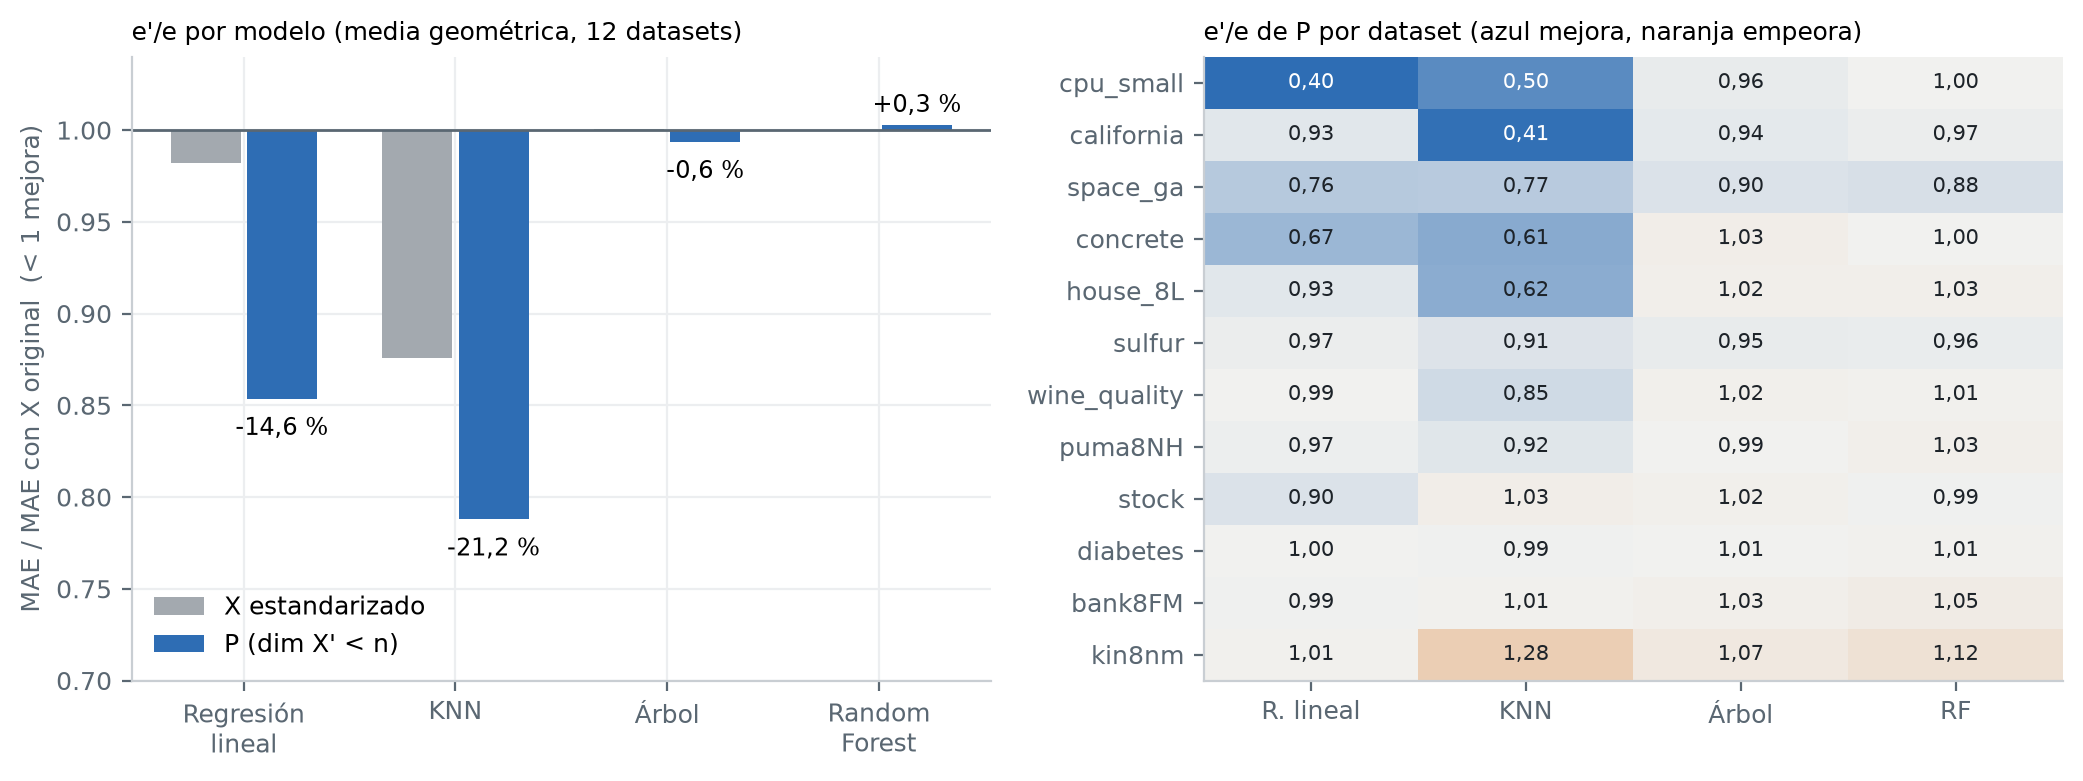 e'/e por modelo (media geométrica, 12 datasets)
MAE / MAE con X original  (< 1 mejora)
1.00
0.95
0.90
0.85
0.80
0.75
0.70
-14,6 %
-21,2 %
-0,6 %
+0,3 %
X estandarizado
P (dim X' < n)
Regresión
lineal
KNN
Árbol
Random
Forest
e'/e de P por dataset (azul mejora, naranja empeora)
cpu_small 0,40 0,50 0,96 1,00
california 0,93 0,41 0,94 0,97
space_ga 0,76 0,77 0,90 0,88
concrete 0,67 0,61 1,03 1,00
house_8L 0,93 0,62 1,02 1,03
sulfur 0,97 0,91 0,95 0,96
wine_quality 0,99 0,85 1,02 1,01
puma8NH 0,97 0,92 0,99 1,03
stock 0,90 1,03 1,02 0,99
diabetes 1,00 0,99 1,01 1,01
bank8FM 0,99 1,01 1,03 1,05
kin8nm 1,01 1,28 1,07 1,12
R. lineal KNN Árbol RF